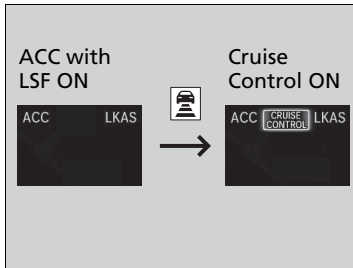 ACC with
LSF ON
Cruise
Control ON
ACC LKAS
ACC CRUISE CONTROL LKAS